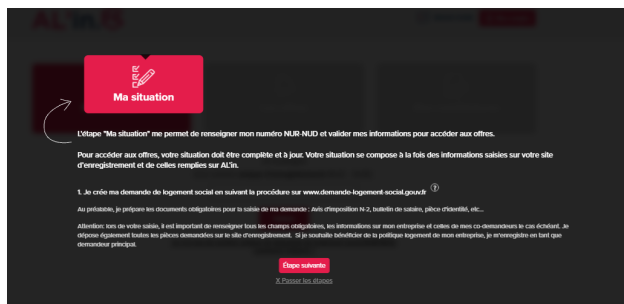 AL'in.fr
Ma situation
L'étape "Ma situation" me permet de renseigner mon numéro NUR-NUD et valider mes informations pour accéder aux offres.
Pour accéder aux offres, votre situation doit être complète et à jour. Votre situation se compose à la fois des informations saisies sur votre site
d'enregistrement et de celles remplies sur AL'in.
1. Je crée ma demande de logement social en suivant la procédure sur www.demande-logement-social.gouv.fr ?
Au préalable, je prépare les documents obligatoires pour la saisie de ma demande : Avis d'imposition N-2, bulletin de salaire, pièce d'identité, etc...
Attention: lors de votre saisie, il est important de renseigner tous les champs obligatoires, les informations sur mon entreprise et celles de mes co-demandeurs le cas échéant. Je
dépose également toutes les pièces demandées sur le site d'enregistrement. Si je souhaite bénéficier de la politique logement de mon entreprise, je m'enregistre en tant que
demandeur principal.
Étape suivante
X Passer les étapes